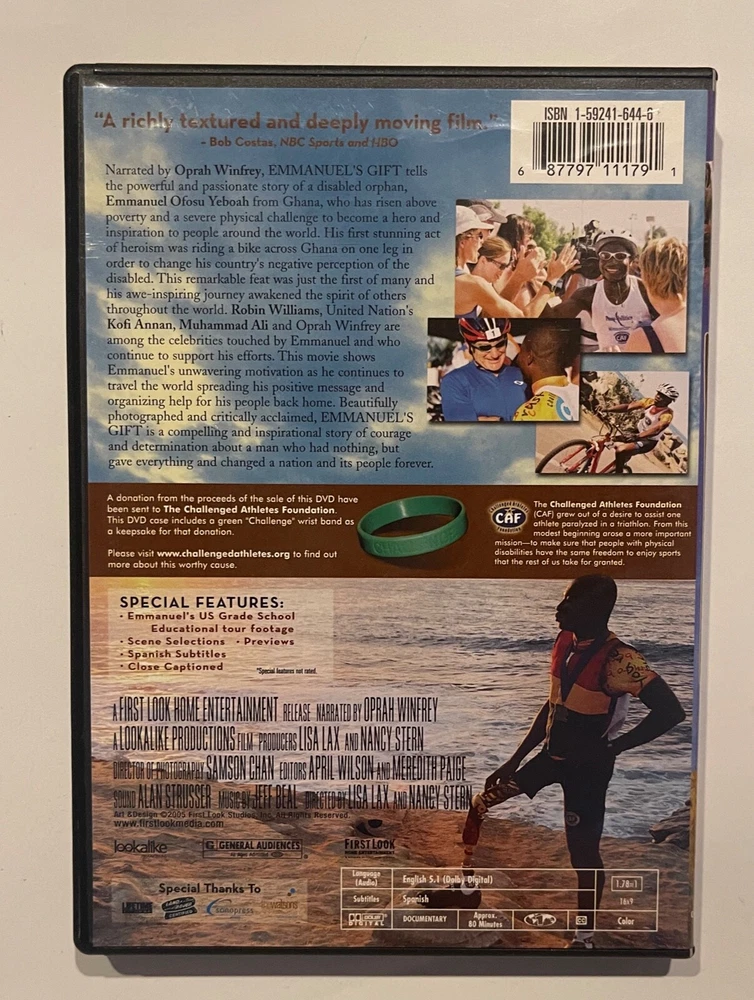 "A richly textured and deeply moving film."
- Bob Costas, NBC Sports and HBO
ISBN 1-59241-644-6
6 87797 11179 1
Narrated by Oprah Winfrey, EMMANUEL'S GIFT tells
the powerful and passionate story of a disabled orphan,
Emmanuel Ofosu Yeboah from Ghana, who has risen above
poverty and a severe physical challenge to become a hero and
inspiration to people around the world. His first stunning act
of heroism was riding a bike across Ghana on one leg in
order to change his country's negative perception of the
disabled. This remarkable feat was just the first of many and
his awe-inspiring journey awakened the spirit of others
throughout the world. Robin Williams, United Nation's
Kofi Annan, Muhammad Ali and Oprah Winfrey are
among the celebrities touched by Emmanuel and who
continue to support his efforts. This movie shows
Emmanuel's unwavering motivation as he continues to
travel the world spreading his positive message and
organizing help for his people back home. Beautifully
photographed and critically acclaimed, EMMANUEL'S
GIFT is a compelling and inspirational story of courage
and determination about a man who had nothing, but
gave everything and changed a nation and its people forever.
A donation from the proceeds of the sale of this DVD have
been sent to The Challenged Athletes Foundation.
This DVD case includes a green "Challenge" wrist band as
a keepsake for that donation.
Please visit www.challengedathletes.org to find out
more about this worthy cause.
CHALLENGE
CAF
The Challenged Athletes Foundation
(CAF) grew out of a desire to assist one
athlete paralyzed in a triathlon. From this
modest beginning arose a more important
mission—to make sure that people with physical
disabilities have the same freedom to enjoy sports
that the rest of us take for granted.
SPECIAL FEATURES:
• Emmanuel's US Grade School
Educational tour footage
• Scene Selections • Previews
• Spanish Subtitles
• Close Captioned
*Special features not rated.
A FIRST LOOK HOME ENTERTAINMENT RELEASE NARRATED BY OPRAH WINFREY
A LOOKALIKE PRODUCTIONS FILM PRODUCERS LISA LAX AND NANCY STERN
DIRECTOR OF PHOTOGRAPHY SAMSON CHAN EDITORS APRIL WILSON AND MEREDITH PAIGE
SOUND ALAN STRUSSER MUSIC BY JEFF BEAL DIRECTED BY LISA LAX AND NANCY STERN
Art & Design ©2005 First Look Studios, Inc. All Rights Reserved.
www.firstlookmedia.com
lookalike
G GENERAL AUDIENCES
FIRST LOOK
HOME ENTERTAINMENT
Special Thanks To
LIFETIME
CERTIFIED
Language (Audio) English 5.1 (Dolby Digital)
Subtitles Spanish
DOLBY DIGITAL DOCUMENTARY Approx. 80 Minutes CC
1.78:1
16x9
Color